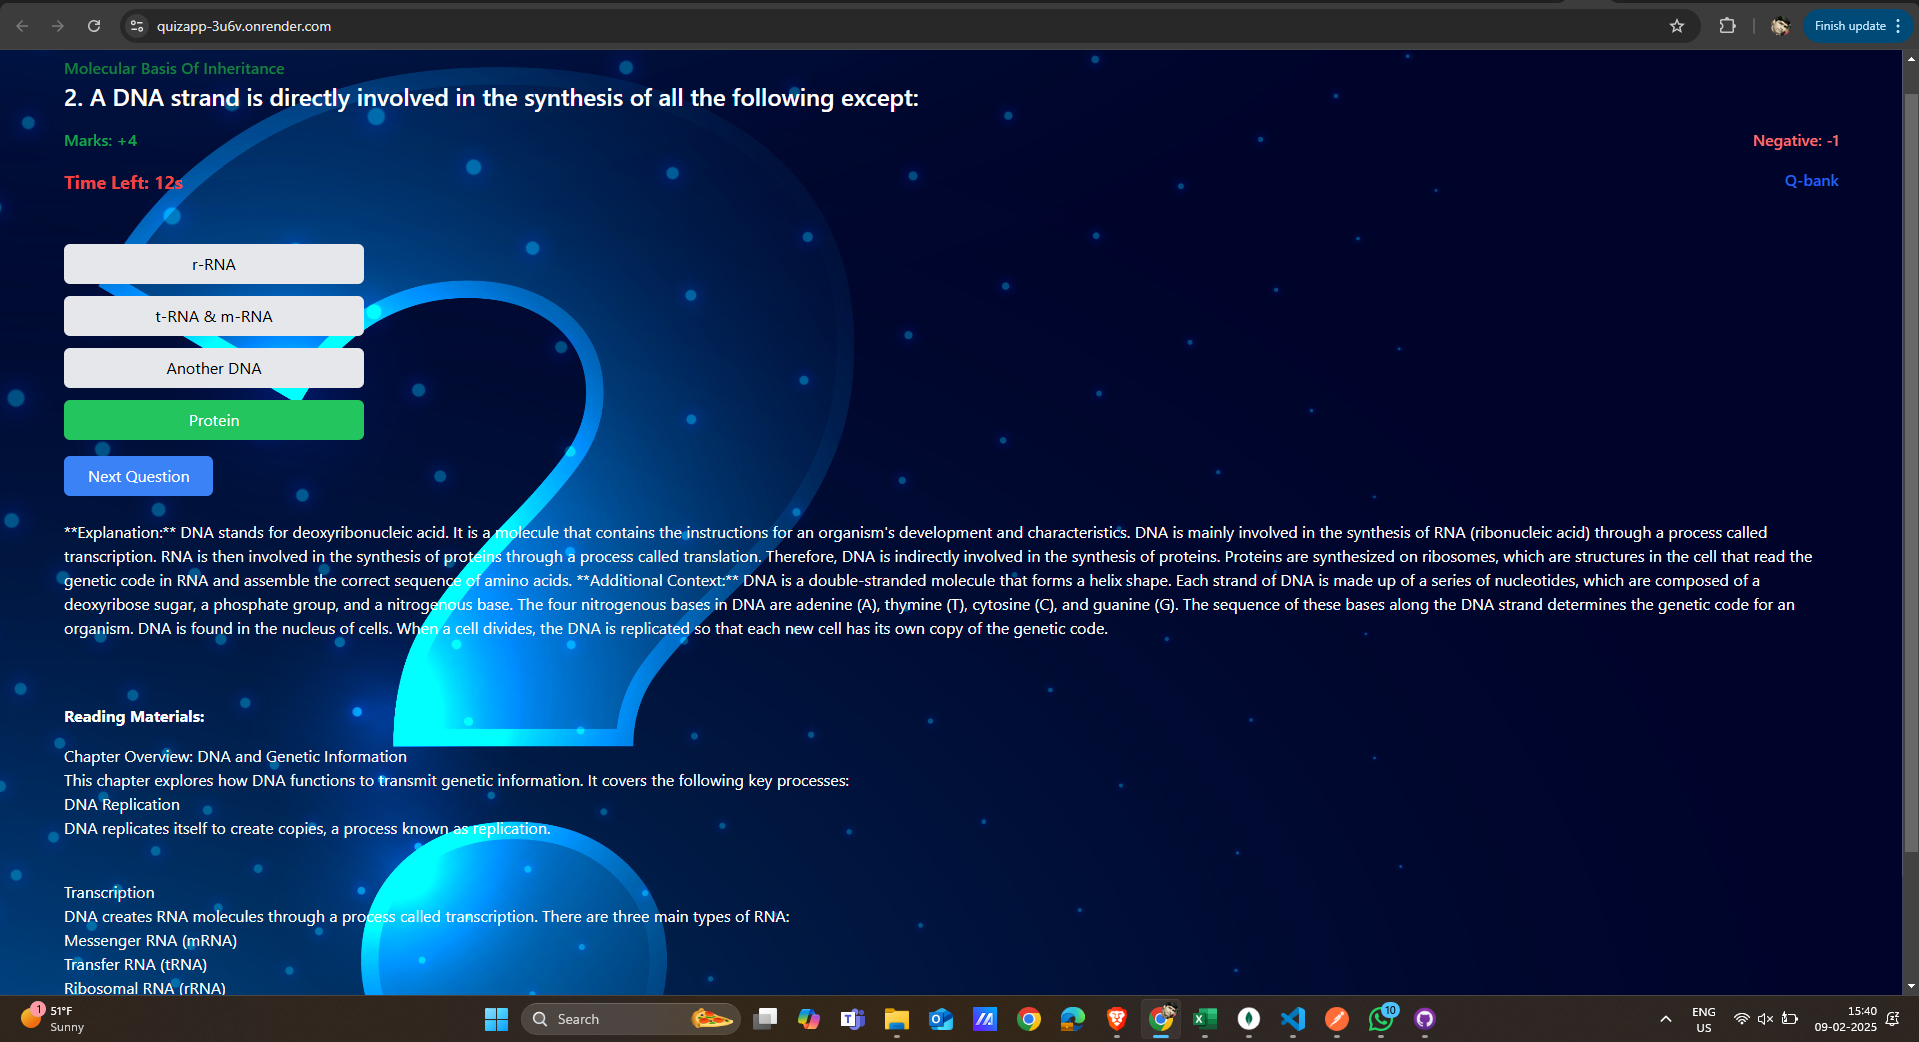 quizapp-3u6v.onrender.com
Finish update
Molecular Basis Of Inheritance
2. A DNA strand is directly involved in the synthesis of all the following except:
Marks: +4
Negative: -1
Time Left: 12s
Q-bank
r-RNA
t-RNA & m-RNA
Another DNA
Protein
Next Question
**Explanation:** DNA stands for deoxyribonucleic acid. It is a molecule that contains the instructions for an organism's development and characteristics. DNA is mainly involved in the synthesis of RNA (ribonucleic acid) through a process called
transcription. RNA is then involved in the synthesis of proteins through a process called translation. Therefore, DNA is indirectly involved in the synthesis of proteins. Proteins are synthesized on ribosomes, which are structures in the cell that read the
genetic code in RNA and assemble the correct sequence of amino acids. **Additional Context:** DNA is a double-stranded molecule that forms a helix shape. Each strand of DNA is made up of a series of nucleotides, which are composed of a
deoxyribose sugar, a phosphate group, and a nitrogenous base. The four nitrogenous bases in DNA are adenine (A), thymine (T), cytosine (C), and guanine (G). The sequence of these bases along the DNA strand determines the genetic code for an
organism. DNA is found in the nucleus of cells. When a cell divides, the DNA is replicated so that each new cell has its own copy of the genetic code.
Reading Materials:
Chapter Overview: DNA and Genetic Information
This chapter explores how DNA functions to transmit genetic information. It covers the following key processes:
DNA Replication
DNA replicates itself to create copies, a process known as replication.
Transcription
DNA creates RNA molecules through a process called transcription. There are three main types of RNA:
Messenger RNA (mRNA)
Transfer RNA (tRNA)
Ribosomal RNA (rRNA)
1
51°F
Sunny
Search
10
ENG
US
15:40
09-02-2025